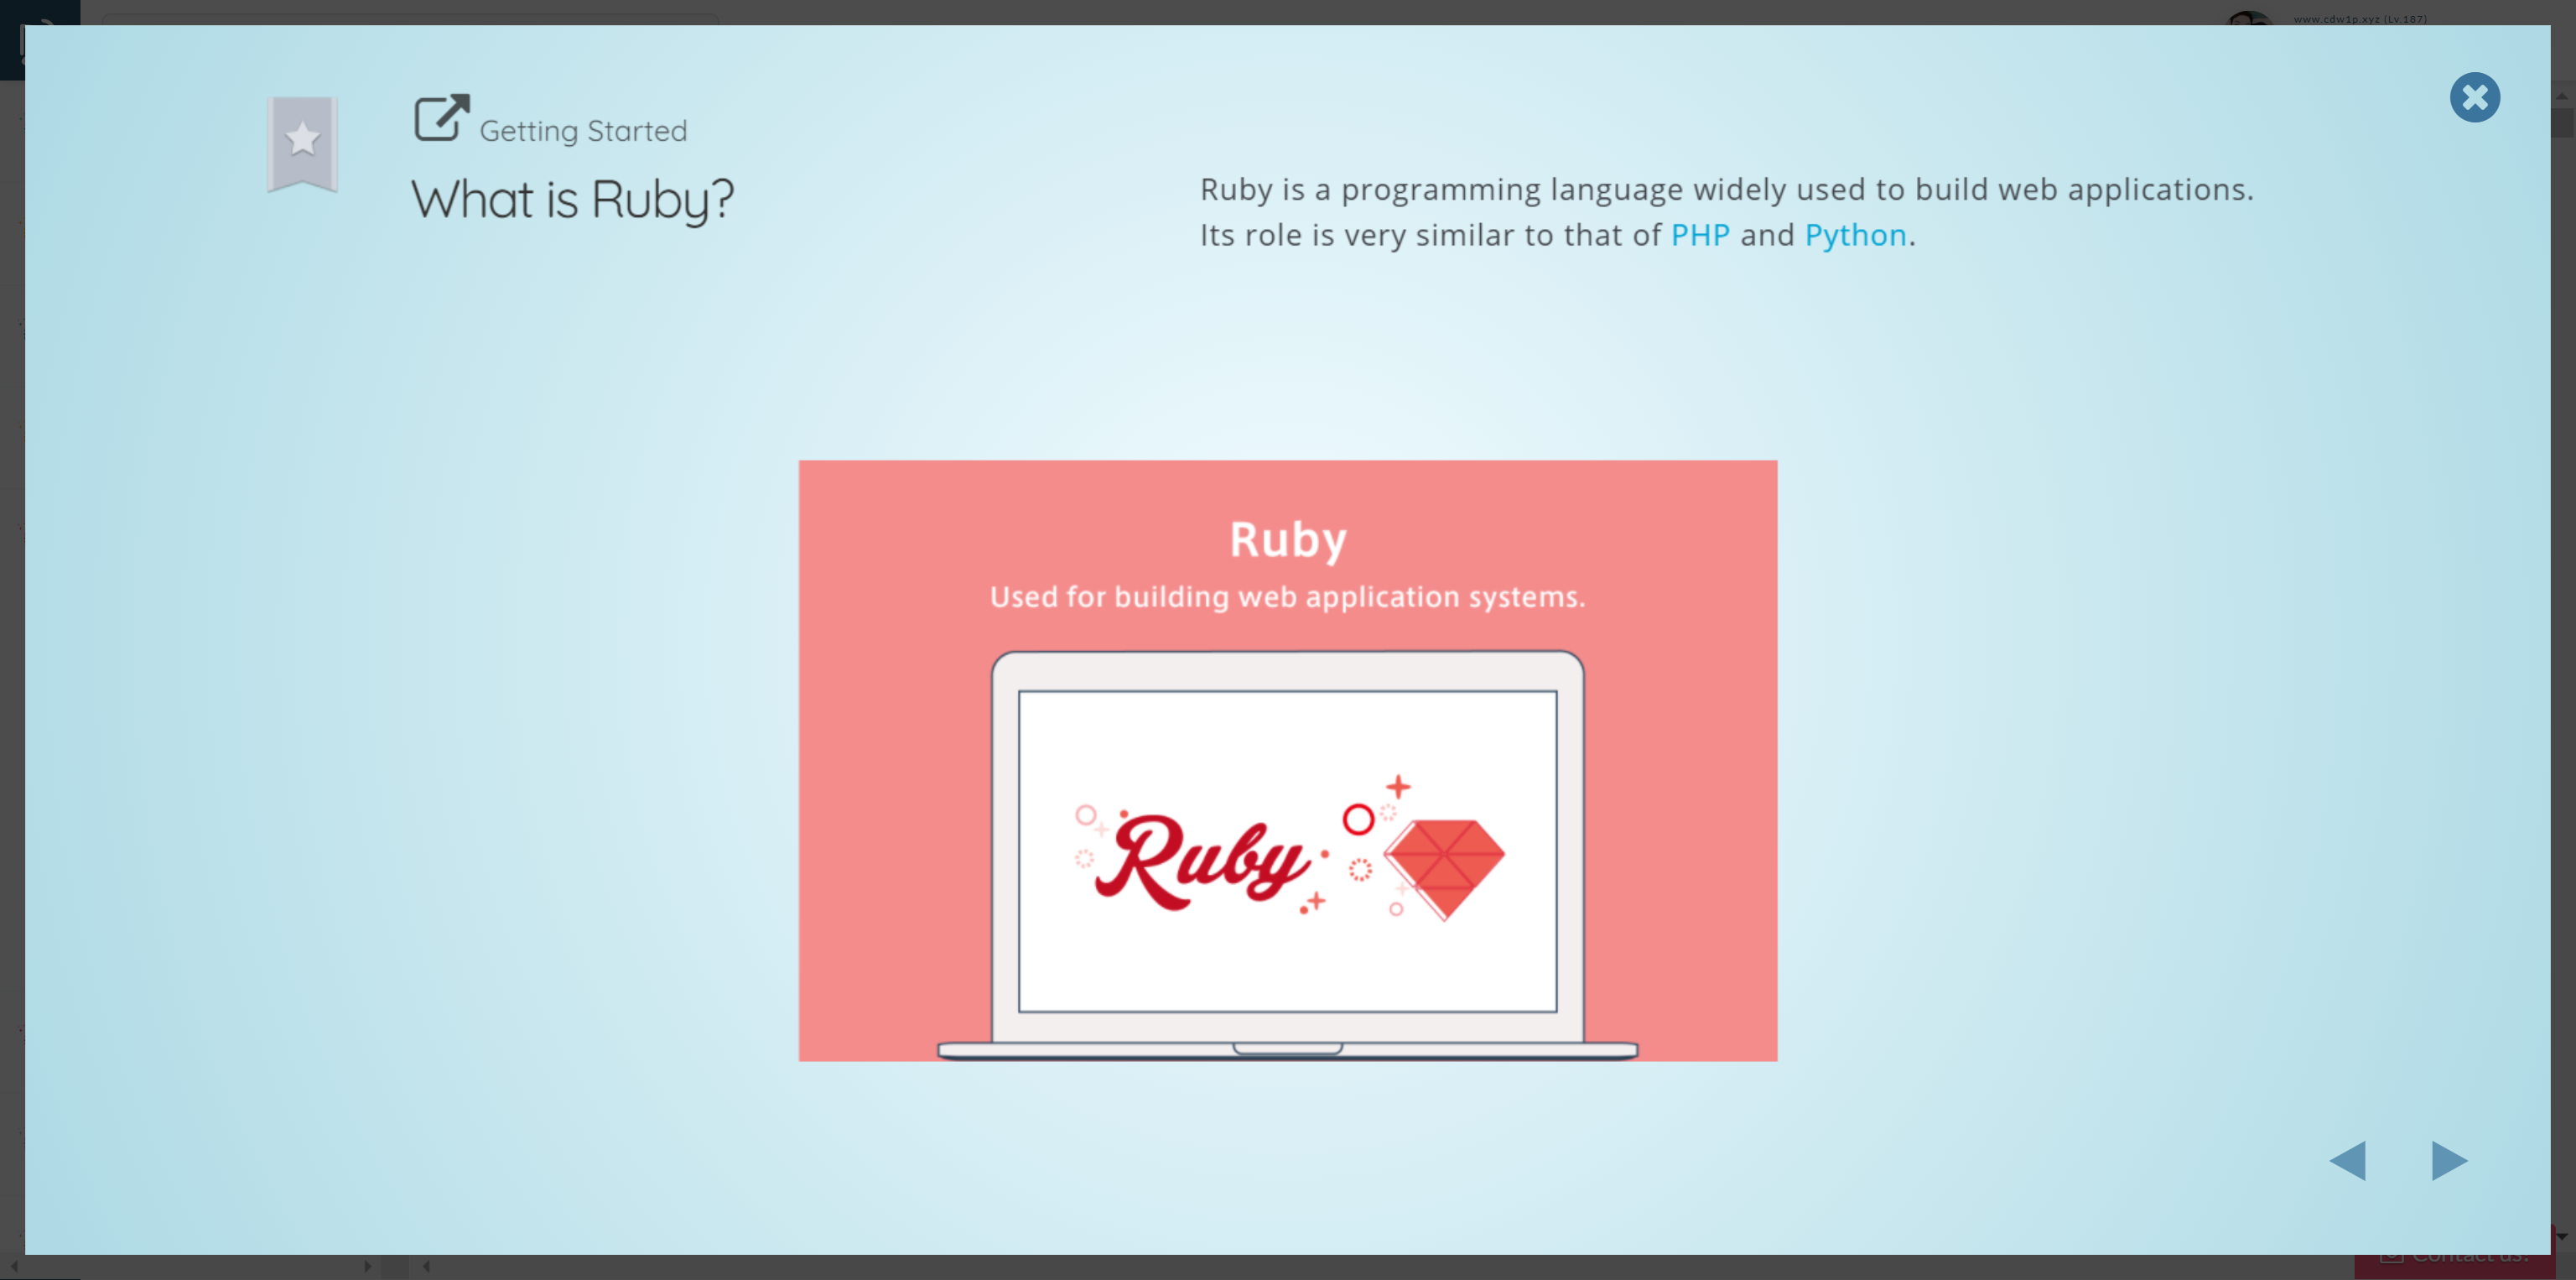 www.cdw1p.xyz (Lv.187)
Getting Started
What is Ruby?
Ruby is a programming language widely used to build web applications.
Its role is very similar to that of PHP and Python.
Ruby
Used for building web application systems.
Ruby
Contact us!